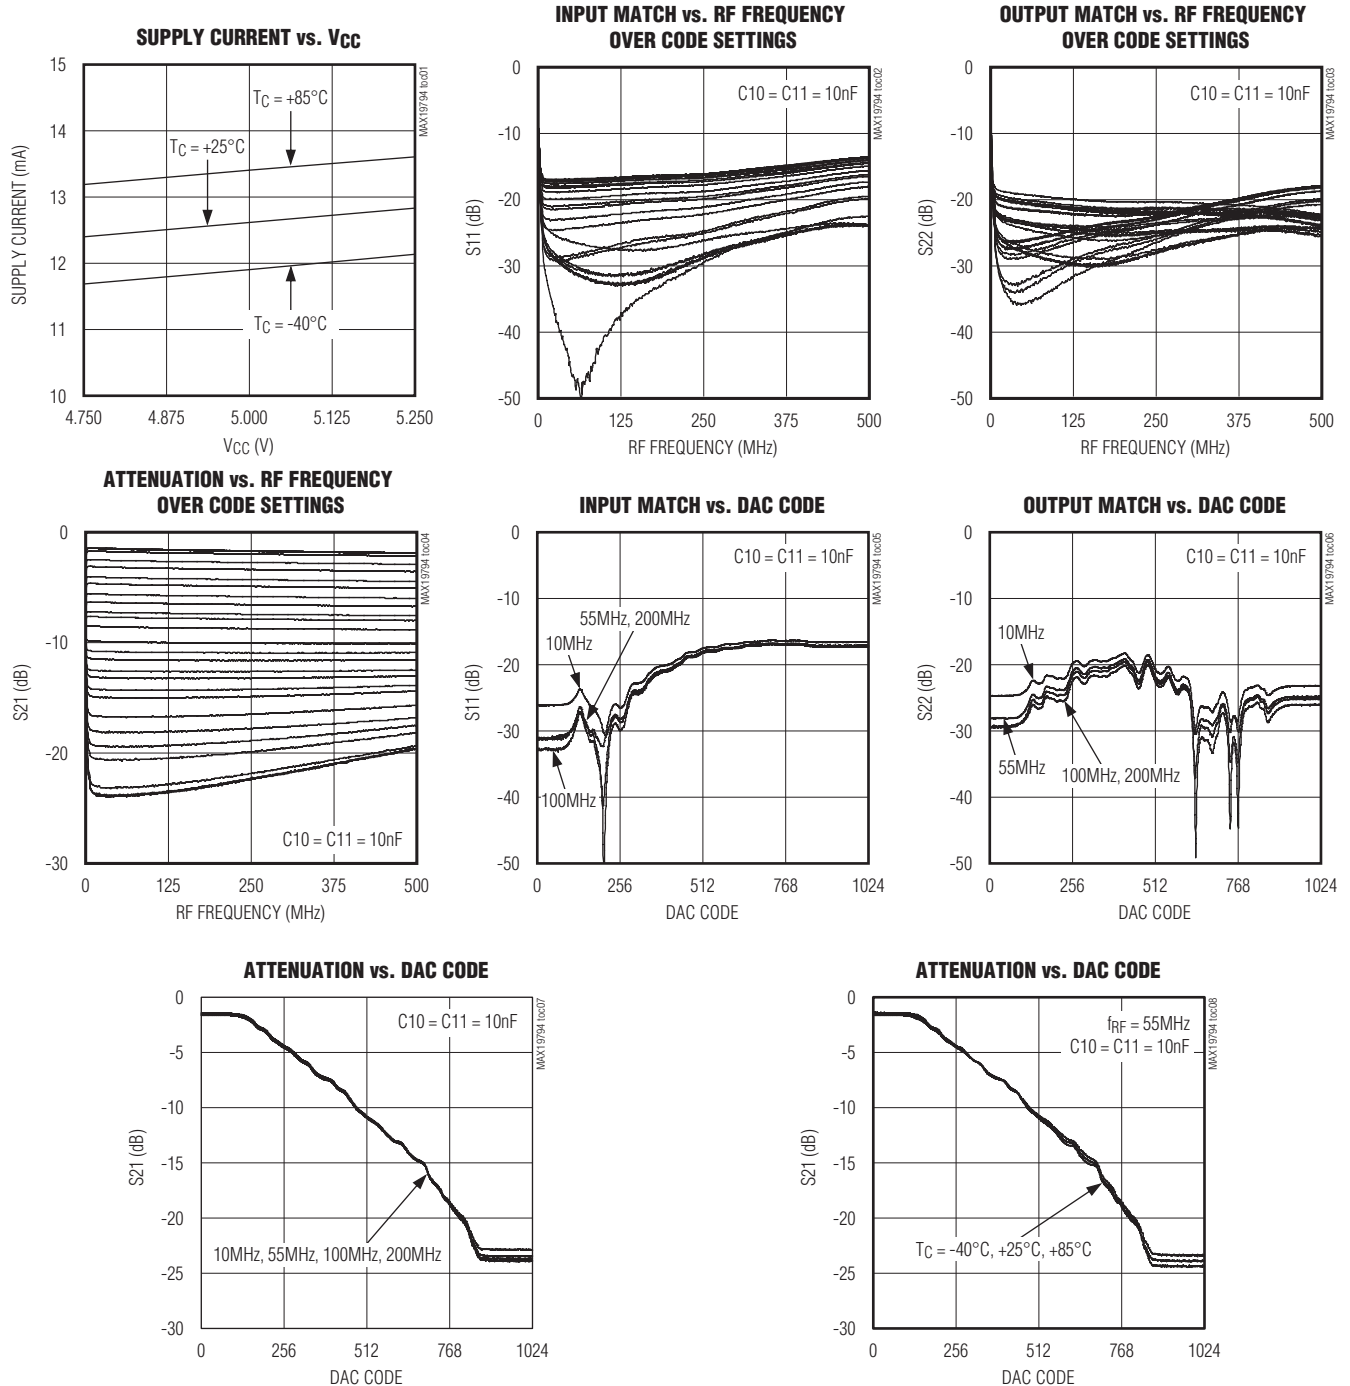 SUPPLY CURRENT vs. VCC
SUPPLY CURRENT (mA)
15
14
13
12
11
10
TC = +85°C
TC = +25°C
TC = -40°C
4.750 4.875 5.000 5.125 5.250
VCC (V)
MAX19794 toc01
INPUT MATCH vs. RF FREQUENCY
OVER CODE SETTINGS
S11 (dB)
0
-10
-20
-30
-40
-50
C10 = C11 = 10nF
0 125 250 375 500
RF FREQUENCY (MHz)
MAX19794 toc02
OUTPUT MATCH vs. RF FREQUENCY
OVER CODE SETTINGS
S22 (dB)
0
-10
-20
-30
-40
-50
C10 = C11 = 10nF
0 125 250 375 500
RF FREQUENCY (MHz)
MAX19794 toc03
ATTENUATION vs. RF FREQUENCY
OVER CODE SETTINGS
S21 (dB)
0
-10
-20
-30
C10 = C11 = 10nF
0 125 250 375 500
RF FREQUENCY (MHz)
MAX19794 toc04
INPUT MATCH vs. DAC CODE
S11 (dB)
0
-10
-20
-30
-40
-50
C10 = C11 = 10nF
55MHz, 200MHz
10MHz
100MHz
0 256 512 768 1024
DAC CODE
MAX19794 toc05
OUTPUT MATCH vs. DAC CODE
S22 (dB)
0
-10
-20
-30
-40
-50
C10 = C11 = 10nF
10MHz
55MHz
100MHz, 200MHz
0 256 512 768 1024
DAC CODE
MAX19794 toc06
ATTENUATION vs. DAC CODE
S21 (dB)
0
-5
-10
-15
-20
-25
-30
C10 = C11 = 10nF
10MHz, 55MHz, 100MHz, 200MHz
0 256 512 768 1024
DAC CODE
MAX19794 toc07
ATTENUATION vs. DAC CODE
S21 (dB)
0
-5
-10
-15
-20
-25
-30
fRF = 55MHz
C10 = C11 = 10nF
TC = -40°C, +25°C, +85°C
0 256 512 768 1024
DAC CODE
MAX19794 toc08